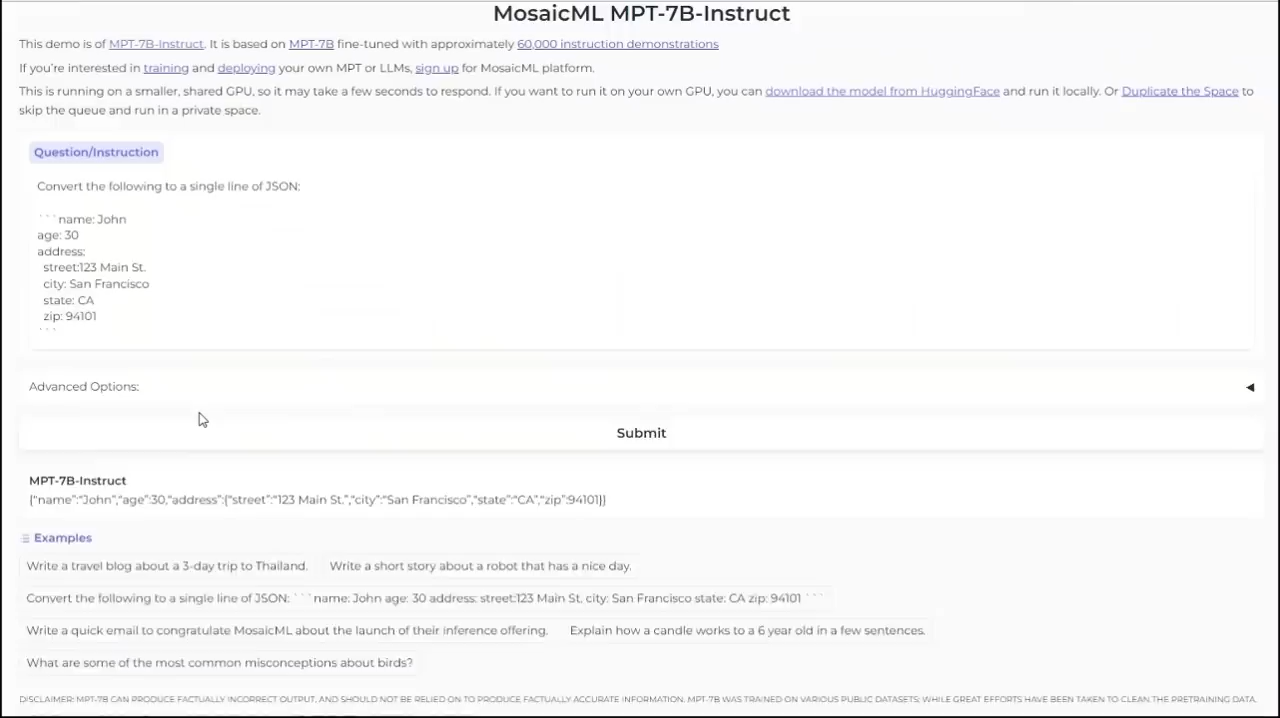 MosaicML MPT-7B-Instruct
This demo is of MPT-7B-Instruct. It is based on MPT-7B fine-tuned with approximately 60,000 instruction demonstrations
If you're interested in training and deploying your own MPT or LLMs, sign up for MosaicML platform.
This is running on a smaller, shared GPU, so it may take a few seconds to respond. If you want to run it on your own GPU, you can download the model from HuggingFace and run it locally. Or Duplicate the Space to
skip the queue and run in a private space.
Question/Instruction
Convert the following to a single line of JSON:
```name: John
age: 30
address:
street:123 Main St.
city: San Francisco
state: CA
zip: 94101
```
Advanced Options:
Submit
MPT-7B-Instruct
{"name":"John","age":30,"address":{"street":"123 Main St.","city":"San Francisco","state":"CA","zip":94101}}
Examples
Write a travel blog about a 3-day trip to Thailand. Write a short story about a robot that has a nice day.
Convert the following to a single line of JSON: ```name: John age: 30 address: street:123 Main St. city: San Francisco state: CA zip: 94101 ```
Write a quick email to congratulate MosaicML about the launch of their inference offering. Explain how a candle works to a 6 year old in a few sentences.
What are some of the most common misconceptions about birds?
DISCLAIMER: MPT-7B CAN PRODUCE FACTUALLY INCORRECT OUTPUT, AND SHOULD NOT BE RELIED ON TO PRODUCE FACTUALLY ACCURATE INFORMATION. MPT-7B WAS TRAINED ON VARIOUS PUBLIC DATASETS; WHILE GREAT EFFORTS HAVE BEEN TAKEN TO CLEAN THE PRETRAINING DATA,